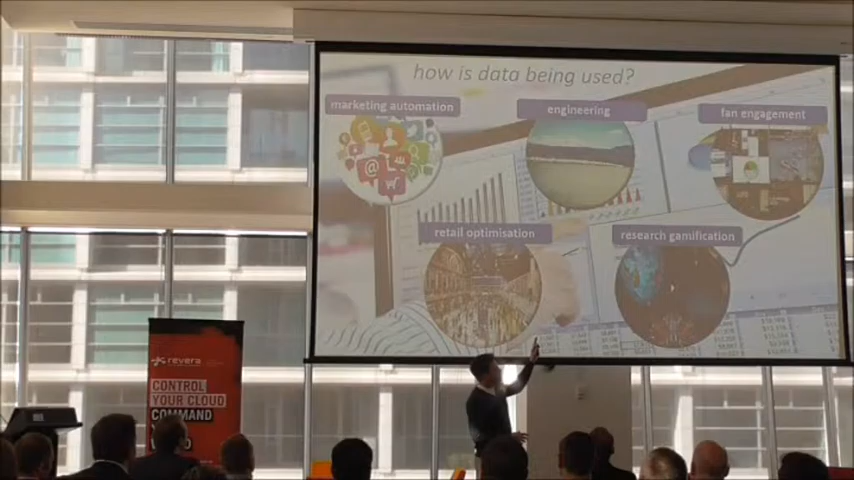 how is data being used?
marketing automation
engineering
fan engagement
retail optimisation
research gamification
revera
CONTROL
YOUR CLOUD
COMMAND